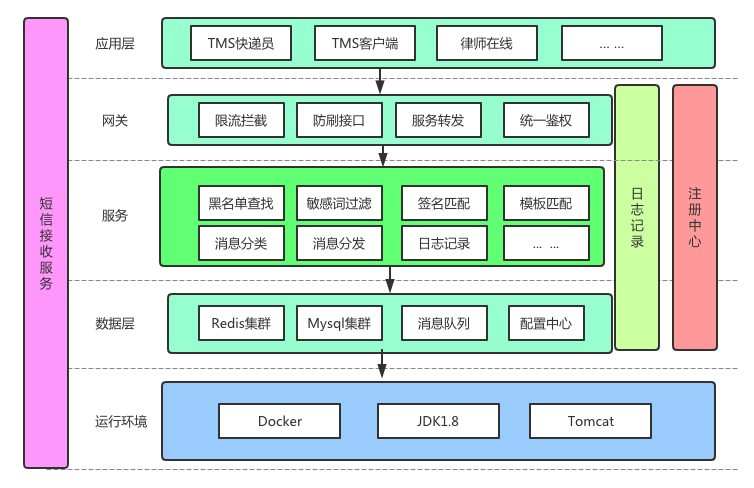 短信接收服务
应用层
TMS快递员
TMS客户端
律师在线
... ...
网关
限流拦截
防刷接口
服务转发
统一鉴权
服务
黑名单查找
敏感词过滤
签名匹配
模板匹配
消息分类
消息分发
日志记录
... ...
数据层
Redis集群
Mysql集群
消息队列
配置中心
日志记录
注册中心
运行环境
Docker
JDK1.8
Tomcat